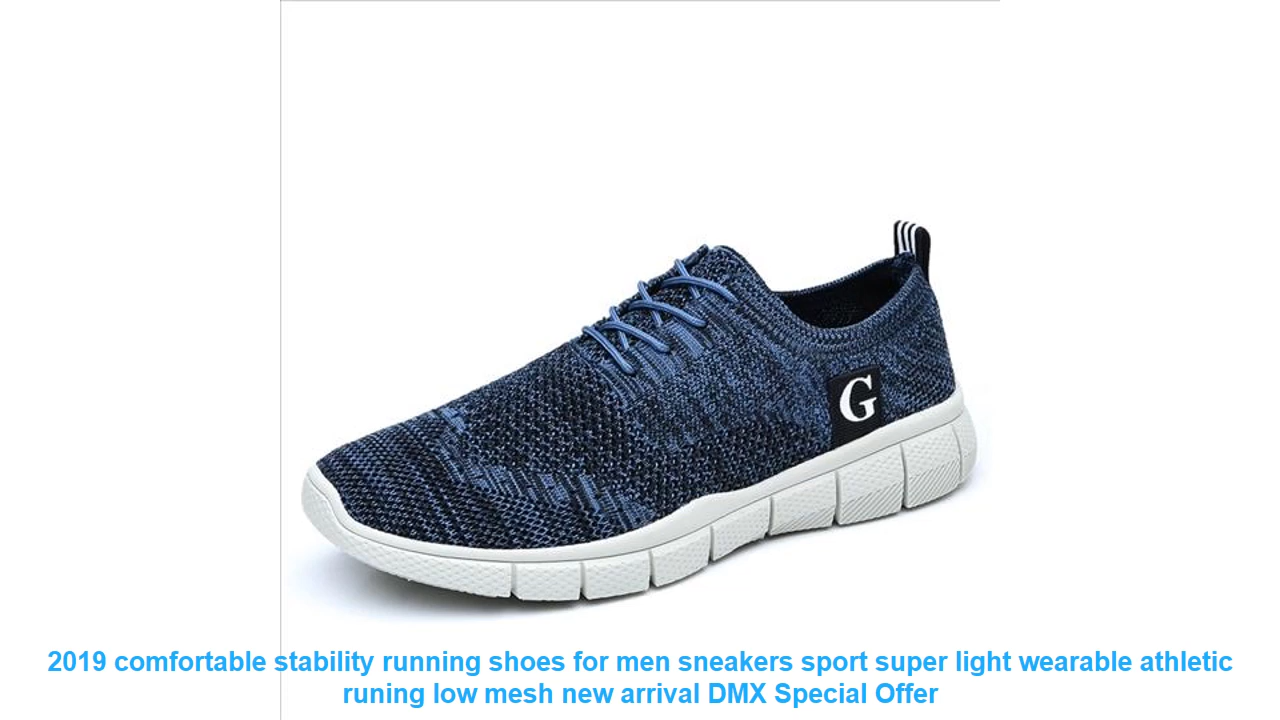 G
2019 comfortable stability running shoes for men sneakers sport super light wearable athletic
runing low mesh new arrival DMX Special Offer